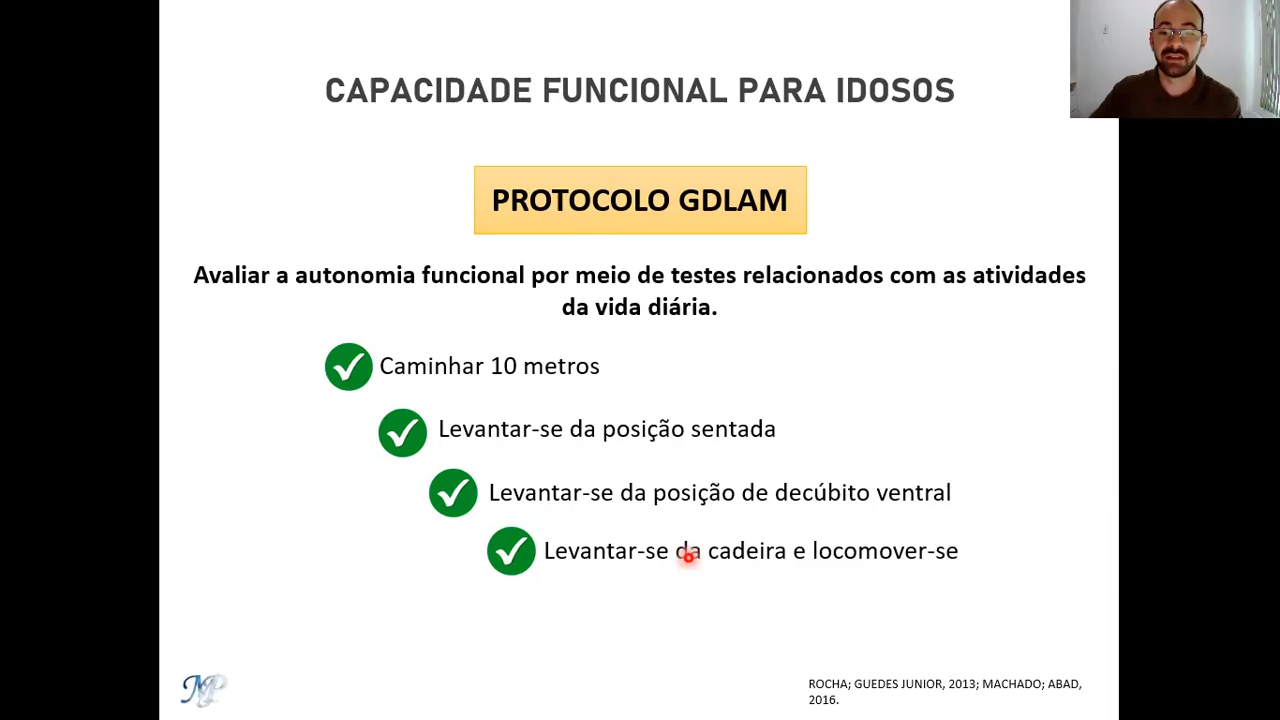 CAPACIDADE FUNCIONAL PARA IDOSOS
PROTOCOLO GDLAM
Avaliar a autonomia funcional por meio de testes relacionados com as atividades
da vida diária.
Caminhar 10 metros
Levantar-se da posição sentada
Levantar-se da posição de decúbito ventral
Levantar-se da cadeira e locomover-se
MP
ROCHA; GUEDES JUNIOR, 2013; MACHADO; ABAD,
2016.